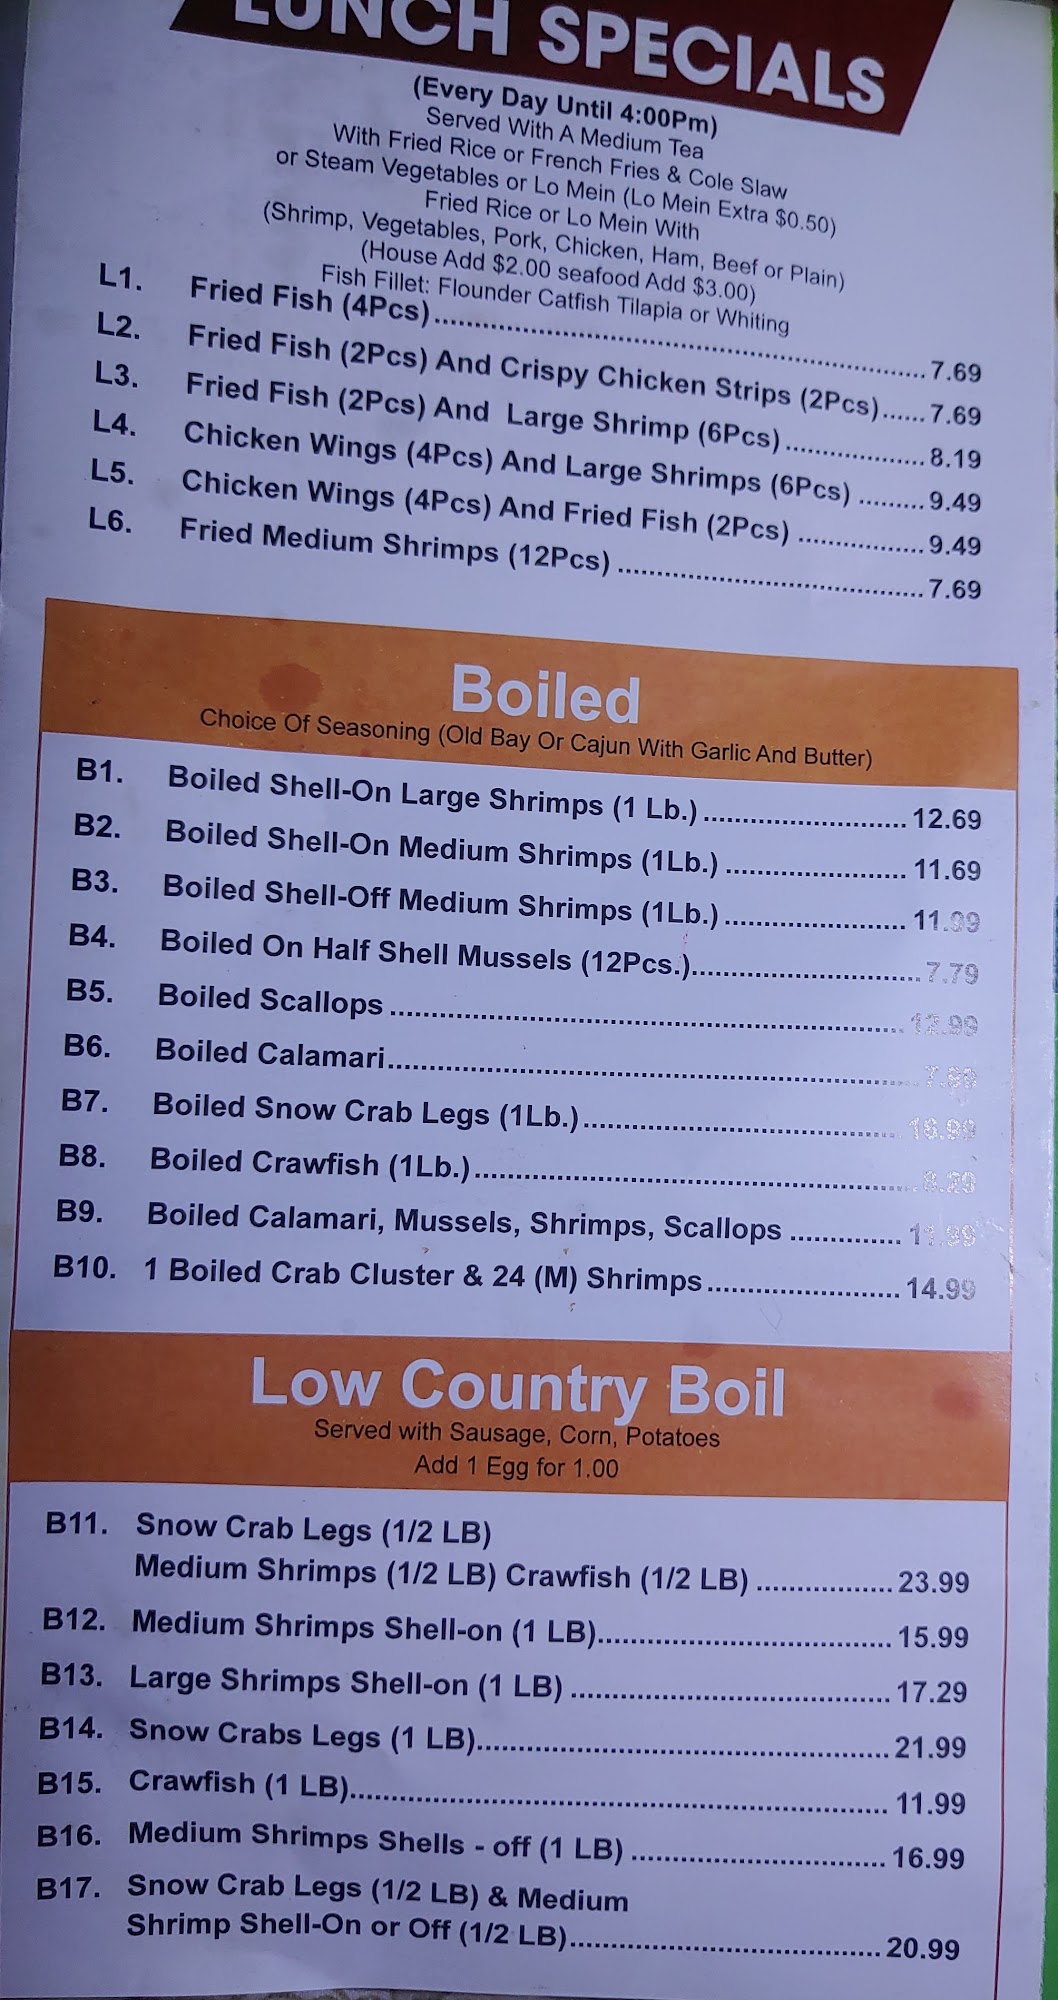 LUNCH SPECIALS
(Every Day Until 4:00Pm)
Served With A Medium Tea
With Fried Rice or French Fries & Cole Slaw
or Steam Vegetables or Lo Mein (Lo Mein Extra $0.50)
Fried Rice or Lo Mein With
(Shrimp, Vegetables, Pork, Chicken, Ham, Beef or Plain)
(House Add $2.00 seafood Add $3.00)
Fish Fillet: Flounder Catfish Tilapia or Whiting
L1. Fried Fish (4Pcs) 7.69
L2. Fried Fish (2Pcs) And Crispy Chicken Strips (2Pcs) 7.69
L3. Fried Fish (2Pcs) And Large Shrimp (6Pcs) 8.19
L4. Chicken Wings (4Pcs) And Large Shrimps (6Pcs) 9.49
L5. Chicken Wings (4Pcs) And Fried Fish (2Pcs) 9.49
L6. Fried Medium Shrimps (12Pcs) 7.69
Boiled
Choice Of Seasoning (Old Bay Or Cajun With Garlic And Butter)
B1. Boiled Shell-On Large Shrimps (1 Lb.) 12.69
B2. Boiled Shell-On Medium Shrimps (1Lb.) 11.69
B3. Boiled Shell-Off Medium Shrimps (1Lb.) 11.99
B4. Boiled On Half Shell Mussels (12Pcs.) 7.79
B5. Boiled Scallops 12.99
B6. Boiled Calamari
B7. Boiled Snow Crab Legs (1Lb.) 16.99
B8. Boiled Crawfish (1Lb.)
B9. Boiled Calamari, Mussels, Shrimps, Scallops 11.99
B10. 1 Boiled Crab Cluster & 24 (M) Shrimps 14.99
Low Country Boil
Served with Sausage, Corn, Potatoes
Add 1 Egg for 1.00
B11. Snow Crab Legs (1/2 LB)
Medium Shrimps (1/2 LB) Crawfish (1/2 LB) 23.99
B12. Medium Shrimps Shell-on (1 LB) 15.99
B13. Large Shrimps Shell-on (1 LB) 17.29
B14. Snow Crabs Legs (1 LB) 21.99
B15. Crawfish (1 LB) 11.99
B16. Medium Shrimps Shells - off (1 LB) 16.99
B17. Snow Crab Legs (1/2 LB) & Medium
Shrimp Shell-On or Off (1/2 LB) 20.99